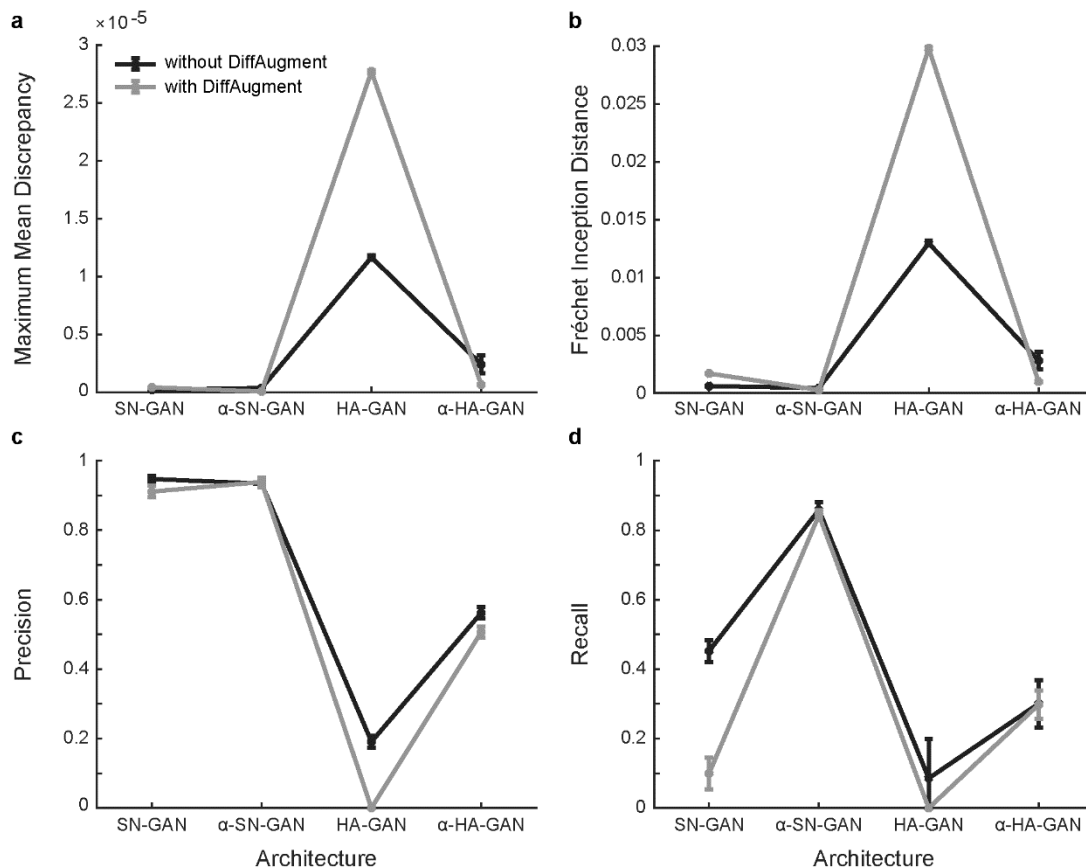 a
× 10⁻⁵
3
2.5
2
1.5
1
0.5
0
Maximum Mean Discrepancy
without DiffAugment
with DiffAugment
SN-GAN α-SN-GAN HA-GAN α-HA-GAN
b
0.03
0.025
0.02
0.015
0.01
0.005
0
Fréchet Inception Distance
SN-GAN α-SN-GAN HA-GAN α-HA-GAN
c
1
0.8
0.6
0.4
0.2
0
Precision
SN-GAN α-SN-GAN HA-GAN α-HA-GAN
Architecture
d
1
0.8
0.6
0.4
0.2
0
Recall
SN-GAN α-SN-GAN HA-GAN α-HA-GAN
Architecture